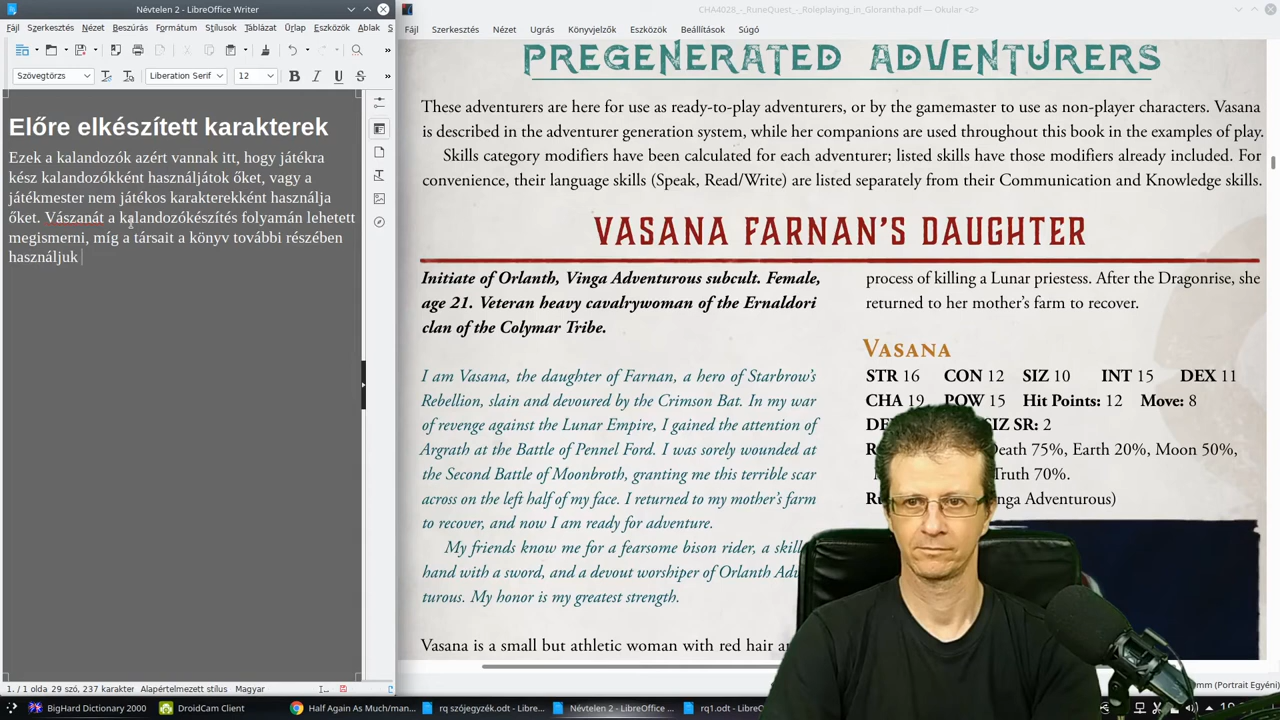 Névtelen 2 - LibreOffice Writer
Fájl Szerkesztés Nézet Beszúrás Formátum Stílusok Táblázat Űrlap Eszközök Ablak
Szövegtörzs
Liberation Serif
12
Előre elkészített karakterek
Ezek a kalandozók azért vannak itt, hogy játékra
kész kalandozókként használjátok őket, vagy a
játékmester nem játékos karakterekként használja
őket. Vászanát a kalandozókészítés folyamán lehetett
megismerni, míg a társait a könyv további részében
használjuk
1. / 1 oldal 29 szó, 237 karakter Alapértelmezett stílus Magyar
CHA4028_-_RuneQuest_-_Roleplaying_in_Glorantha.pdf — Okular <2>
Fájl Szerkesztés Nézet Ugrás Könyvjelzők Eszközök Beállítások Súgó
PREGENERATED ADVENTURERS
These adventurers are here for use as ready-to-play adventurers, or by the gamemaster to use as non-player characters. Vasana
is described in the adventurer generation system, while her companions are used throughout this book in the examples of play.
Skills category modifiers have been calculated for each adventurer; listed skills have those modifiers already included. For
convenience, their language skills (Speak, Read/Write) are listed separately from their Communication and Knowledge skills.
VASANA FARNAN'S DAUGHTER
Initiate of Orlanth, Vinga Adventurous subcult. Female,
age 21. Veteran heavy cavalrywoman of the Ernaldori
clan of the Colymar Tribe.
I am Vasana, the daughter of Farnan, a hero of Starbrow's
Rebellion, slain and devoured by the Crimson Bat. In my war
of revenge against the Lunar Empire, I gained the attention of
Argrath at the Battle of Pennel Ford. I was sorely wounded at
the Second Battle of Moonbroth, granting me this terrible scar
across on the left half of my face. I returned to my mother's farm
to recover, and now I am ready for adventure.
My friends know me for a fearsome bison rider, a skill
hand with a sword, and a devout worshiper of Orlanth Adv
turous. My honor is my greatest strength.
Vasana is a small but athletic woman with red hair
process of killing a Lunar priestess. After the Dragonrise, she
returned to her mother's farm to recover.
VASANA
STR 16 CON 12 SIZ 10 INT 15 DEX 11
CHA 19 POW 15 Hit Points: 12 Move: 8
DE SIZ SR: 2
Death 75%, Earth 20%, Moon 50%,
Truth 70%.
Ru nga Adventurous)
mm (Portrait Egyéni)
BigHard Dictionary 2000 DroidCam Client Half Again As Much/man... rq szójegyzék.odt - Libre... Névtelen 2 - LibreOffice ... rq1.odt - LibreO